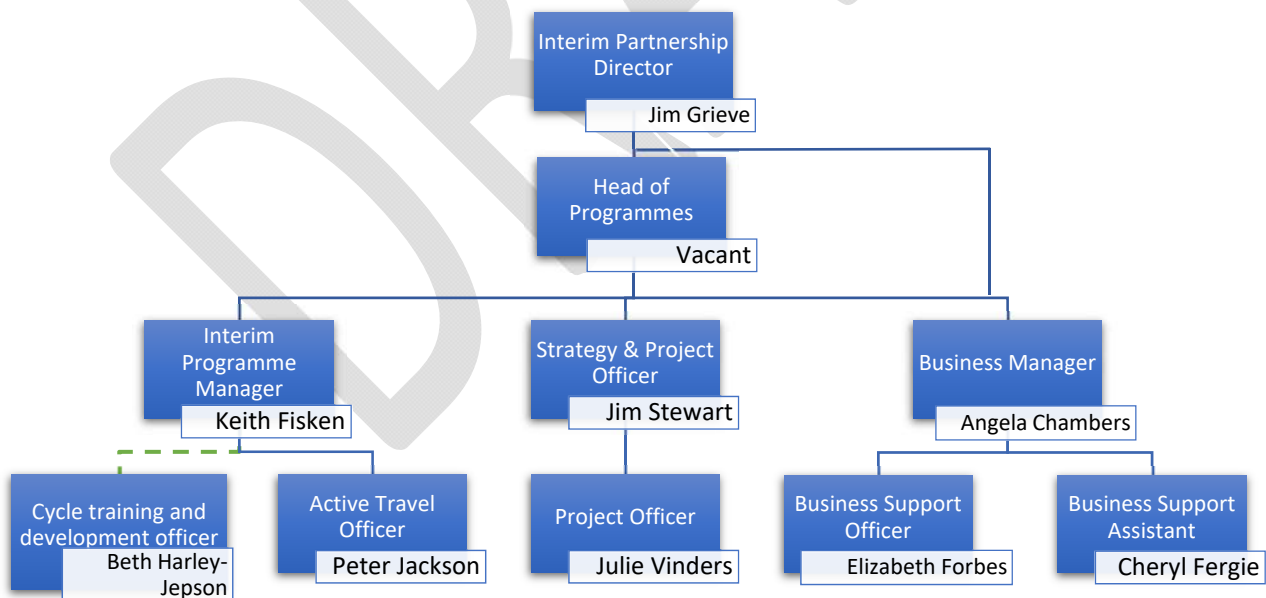 Interim Partnership
Director
Jim Grieve
Head of
Programmes
Vacant
Interim
Programme
Manager
Keith Fisken
Strategy & Project
Officer
Jim Stewart
Business Manager
Angela Chambers
Cycle training and
development officer
Beth Harley-
Jepson
Active Travel
Officer
Peter Jackson
Project Officer
Julie Vinders
Business Support
Officer
Elizabeth Forbes
Business Support
Assistant
Cheryl Fergie